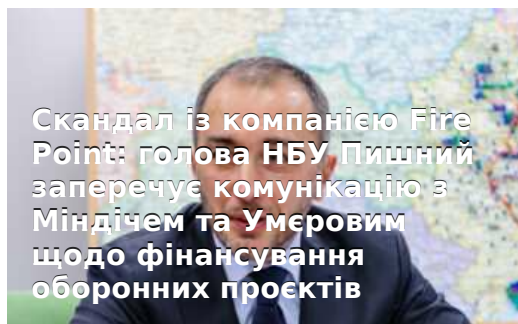 Скандал із компанією Fire
Point: голова НБУ Пишний
заперечує комунікацію з
Міндічем та Умєровим
щодо фінансування
оборонних проєктів